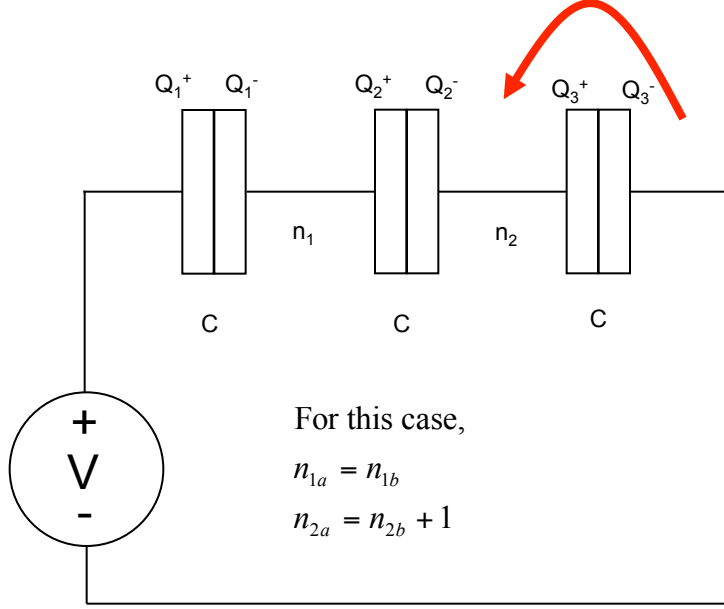 Q₁⁺ Q₁⁻ Q₂⁺ Q₂⁻ Q₃⁺ Q₃⁻
n₁ n₂
C C C
+
V
-
For this case,
n₁ₐ = n₁b
n₂ₐ = n₂b + 1